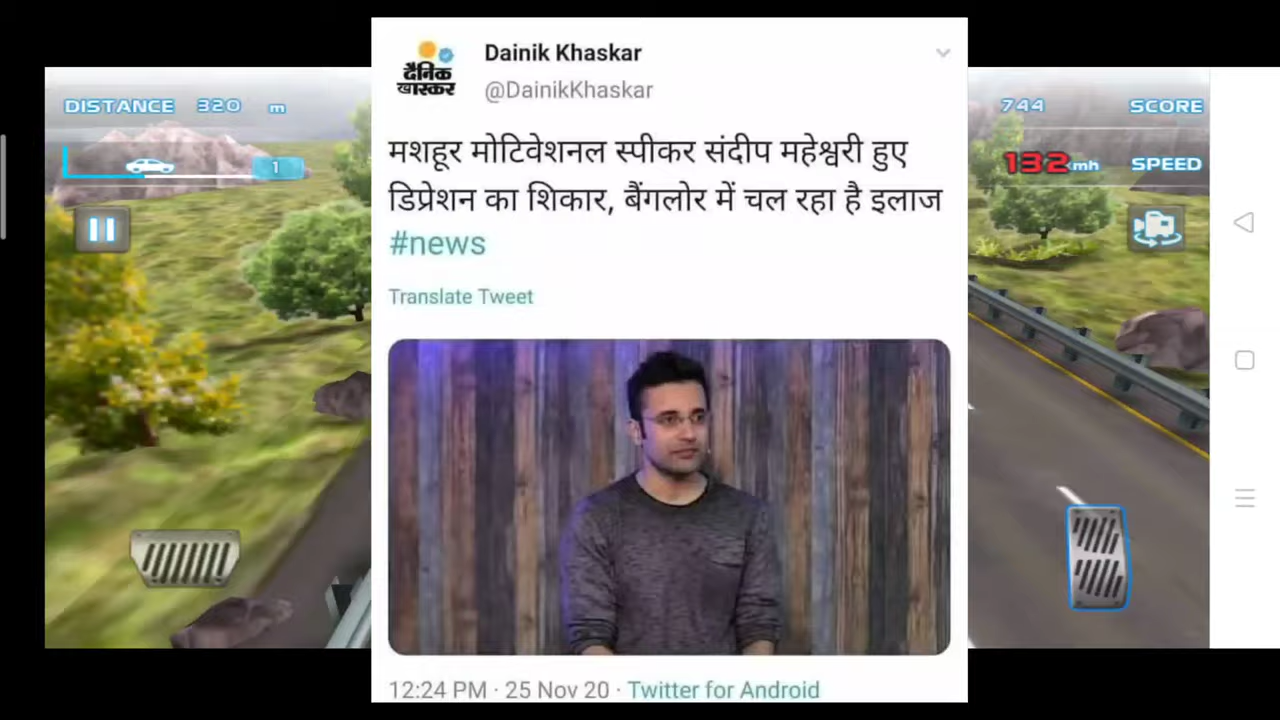 Dainik Khaskar
दैनिक
खास्कर
@DainikKhaskar
DISTANCE 320 m
744 SCORE
1
132 mh SPEED
मशहूर मोटिवेशनल स्पीकर संदीप महेश्वरी हुए
डिप्रेशन का शिकार, बैंगलोर में चल रहा है इलाज
#news
Translate Tweet
12:24 PM · 25 Nov 20 · Twitter for Android